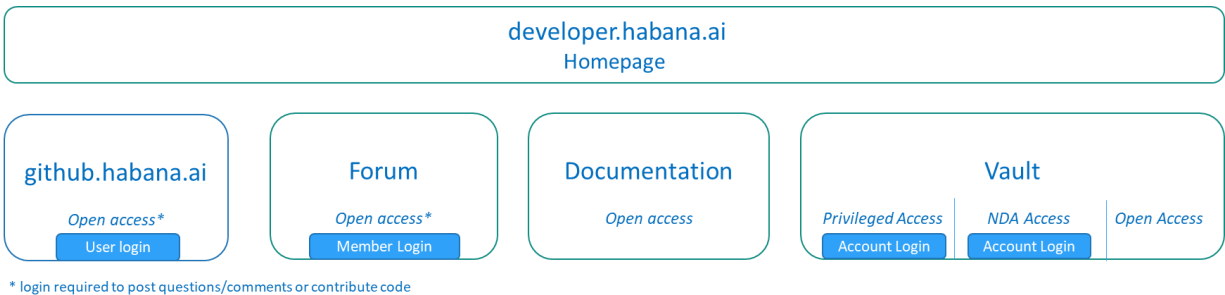 developer.habana.ai
Homepage
github.habana.ai
Open access*
User login
Forum
Open access*
Member Login
Documentation
Open access
Vault
Privileged Access
Account Login
NDA Access
Account Login
Open Access
* login required to post questions/comments or contribute code